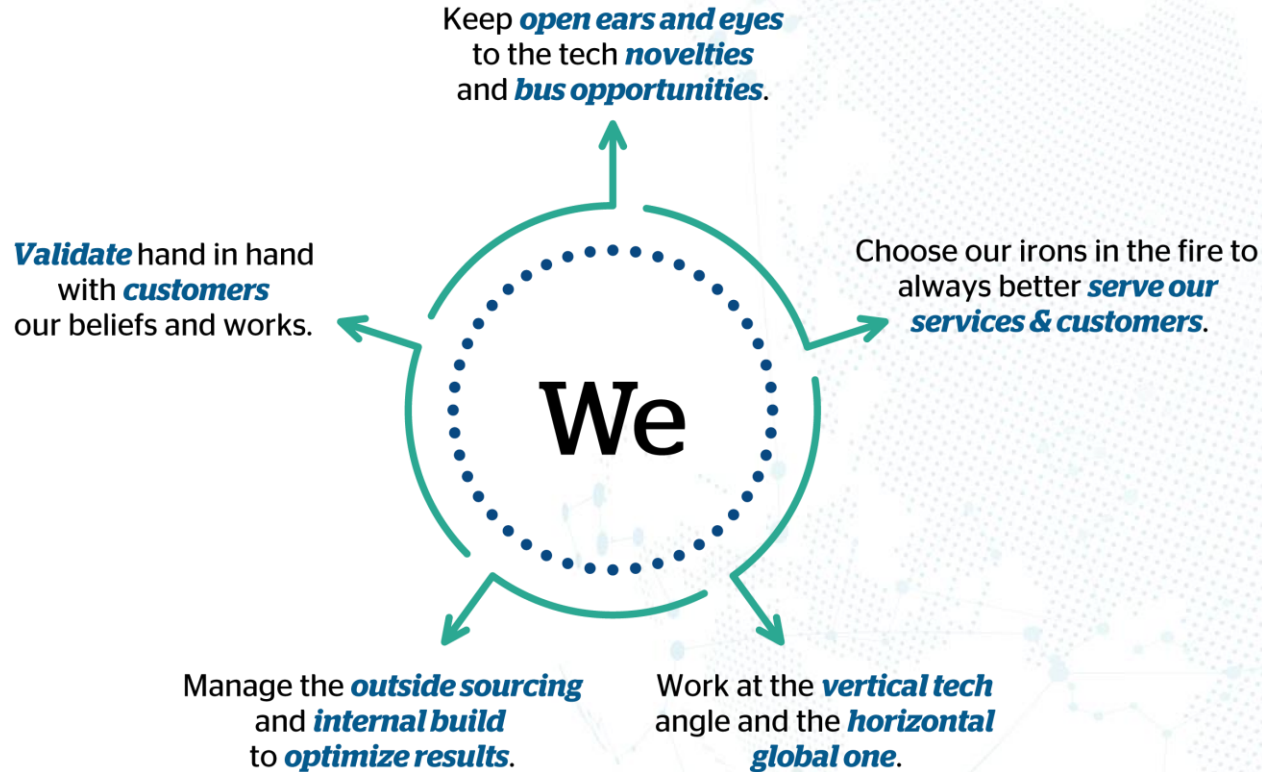 Keep open ears and eyes
to the tech novelties
and bus opportunities.
Validate hand in hand
with customers
our beliefs and works.
Choose our irons in the fire to
always better serve our
services & customers.
We
Manage the outside sourcing
and internal build
to optimize results.
Work at the vertical tech
angle and the horizontal
global one.